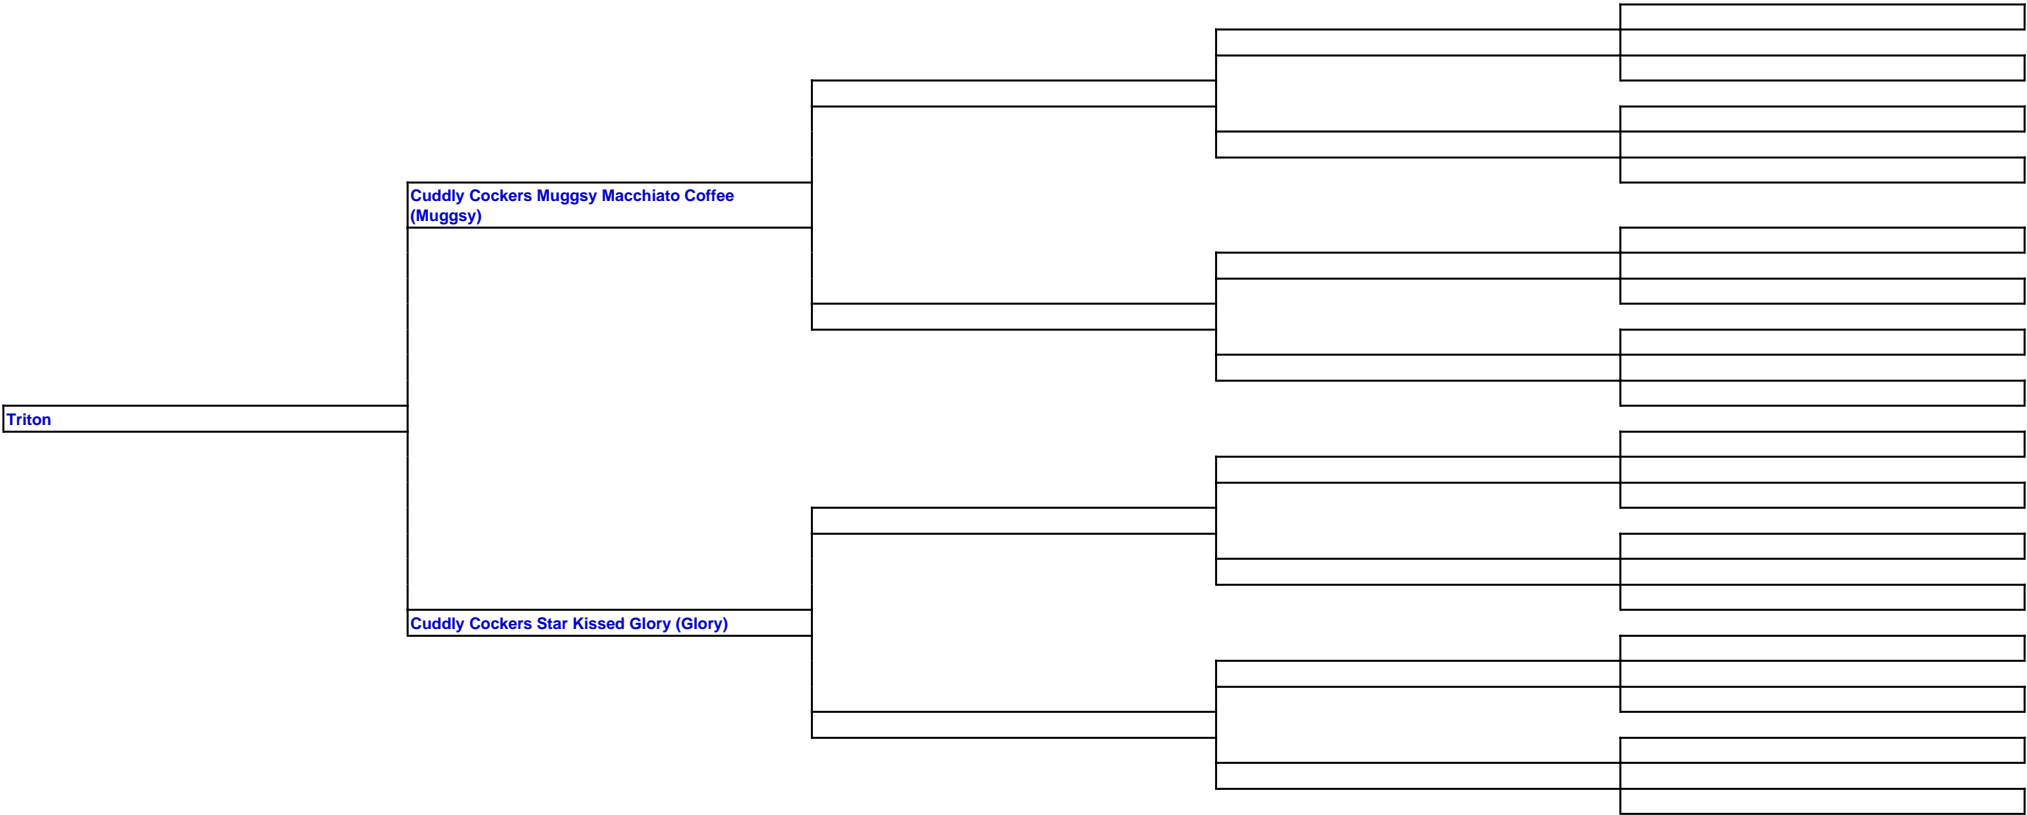 Cuddly Cockers Muggsy Macchiato Coffee
(Muggsy)
Triton
Cuddly Cockers Star Kissed Glory (Glory)